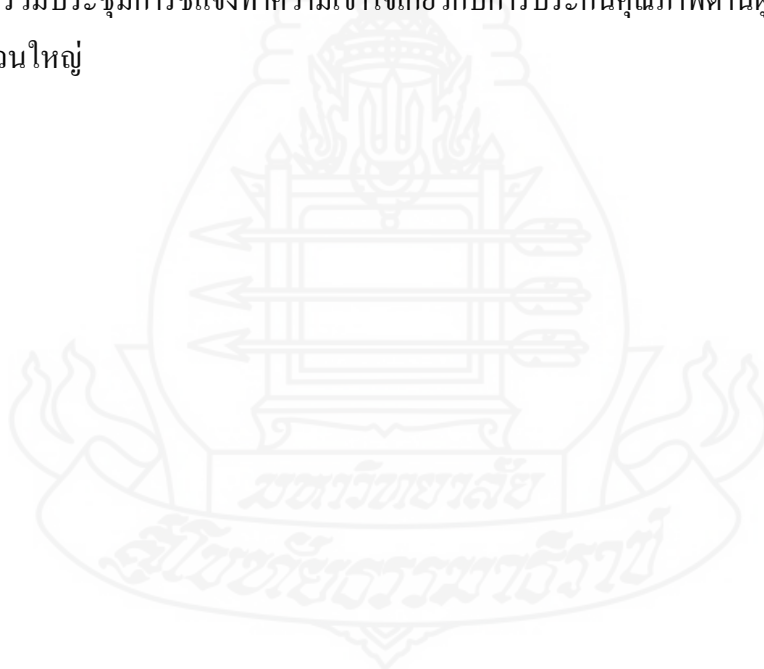 ร่วมประชุมการชี้แจงทำความเข้าใจเกี่ยวกับการประกันคุณภาพด้าน
วนใหญ่
มหาวิทยาลัย
สุโขทัยธรรมาธิราช